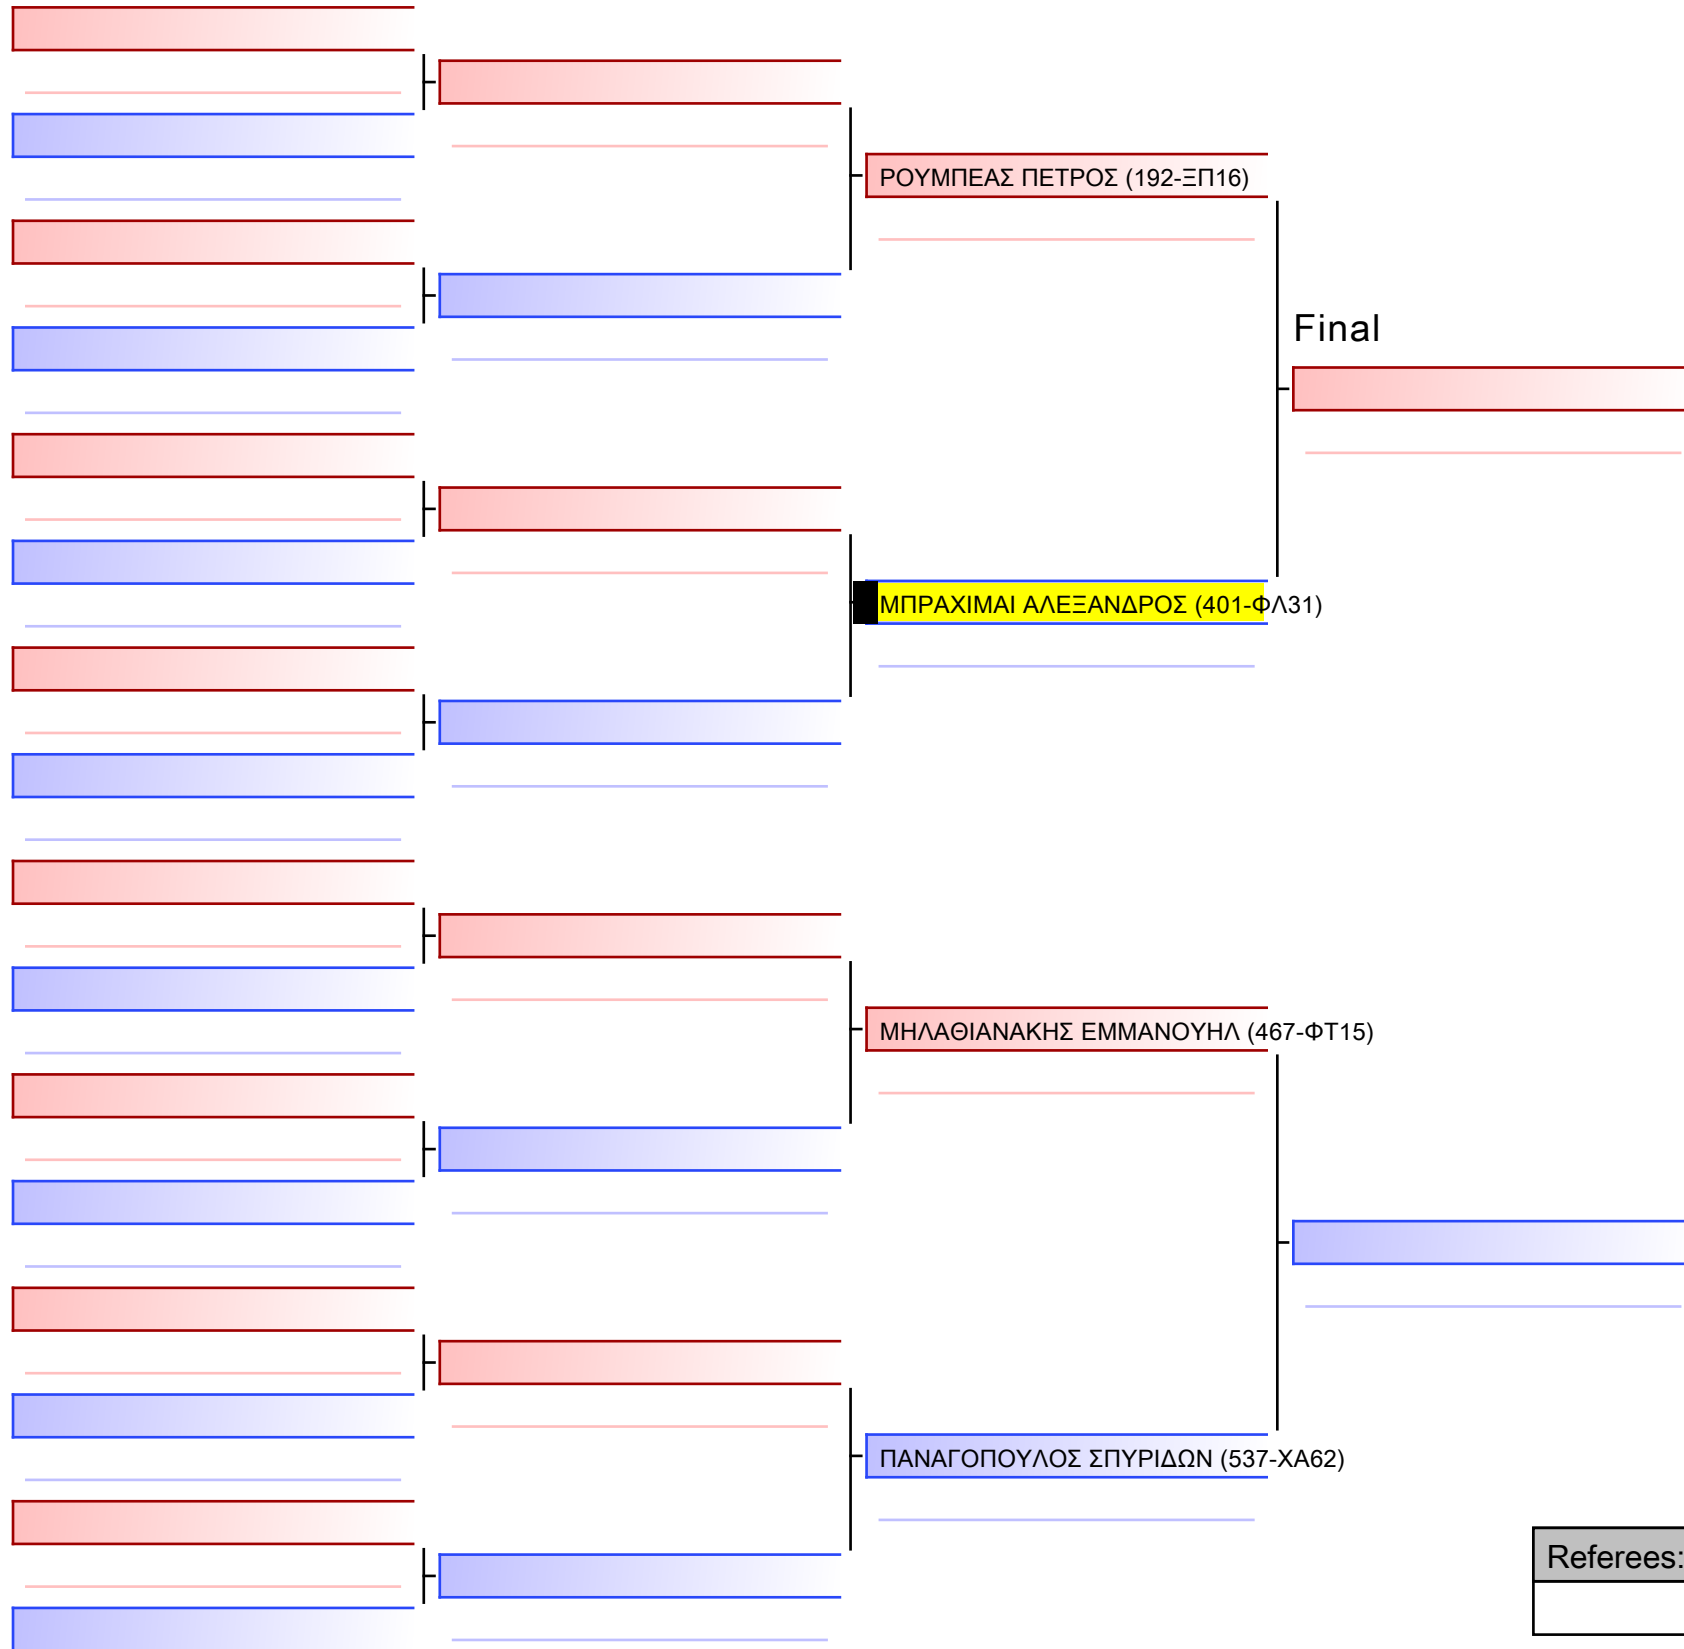 ΡΟΥΜΠΕΑΣ ΠΕΤΡΟΣ (192-ΞΠ16)
Final
ΜΠΡΑΧΙΜΑΙ ΑΛΕΞΑΝΔΡΟΣ (401-ΦΛ31)
ΜΗΛΑΘΙΑΝΑΚΗΣ ΕΜΜΑΝΟΥΗΛ (467-ΦΤ15)
ΠΑΝΑΓΟΠΟΥΛΟΣ ΣΠΥΡΙΔΩΝ (537-ΧΑ62)
Referees: